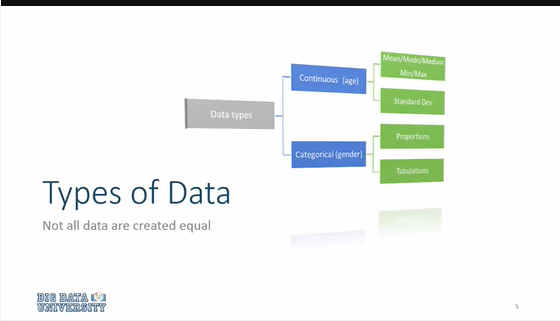 Data types
Continuous (age)
Mean/Mode/Median
Min/Max
Standard Dev
Categorical (gender)
Proportions
Tabulations
Types of Data
Not all data are created equal
BIG DATA
UNIVERSITY
5